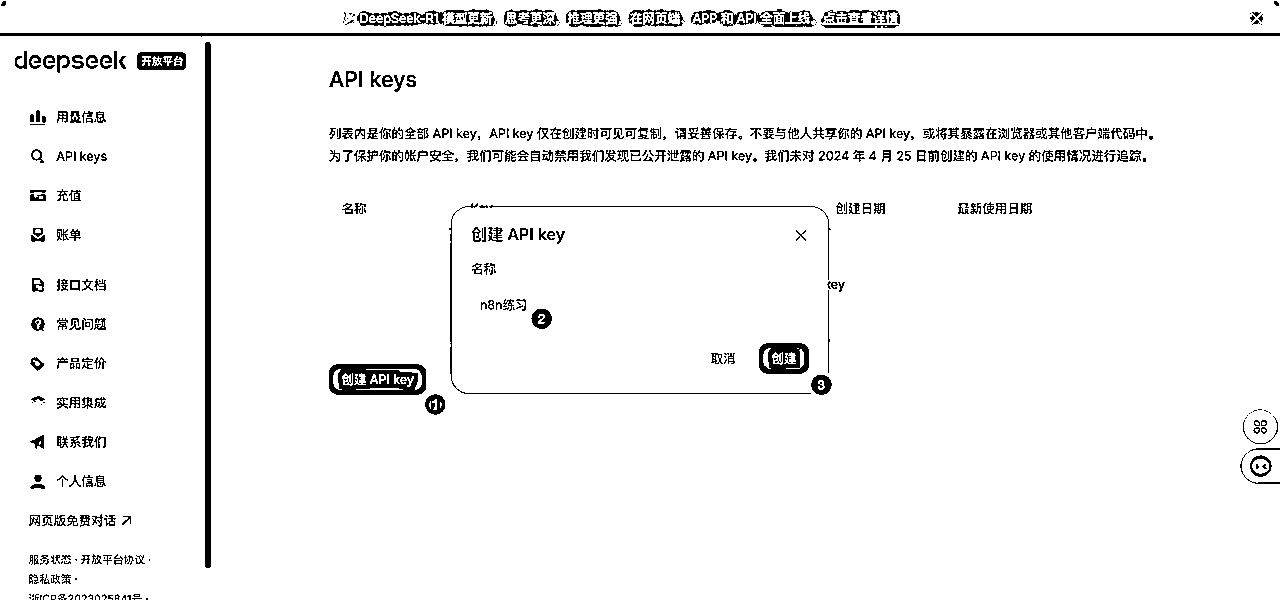 DeepSeek-R1 模型更新，思考更深，推理更强，在网页端、APP 和 API 全面上线，点击查看详情
deepseek 开放平台
用量信息
API keys
充值
账单
接口文档
常见问题
产品定价
实用集成
联系我们
个人信息
网页版免费对话 ↗
服务状态 · 开放平台协议 ·
隐私政策 ·
浙ICP备2023025841号 ·
API keys
列表内是你的全部 API key，API key 仅在创建时可见可复制，请妥善保存。不要与他人共享你的 API key，或将其暴露在浏览器或其他客户端代码中。
为了保护你的帐户安全，我们可能会自动禁用我们发现已公开泄露的 API key。我们未对 2024 年 4 月 25 日前创建的 API key 的使用情况进行追踪。
名称 创建日期 最新使用日期
key
创建 API key
1
创建 API key
名称
n8n练习
2
取消 创建
3